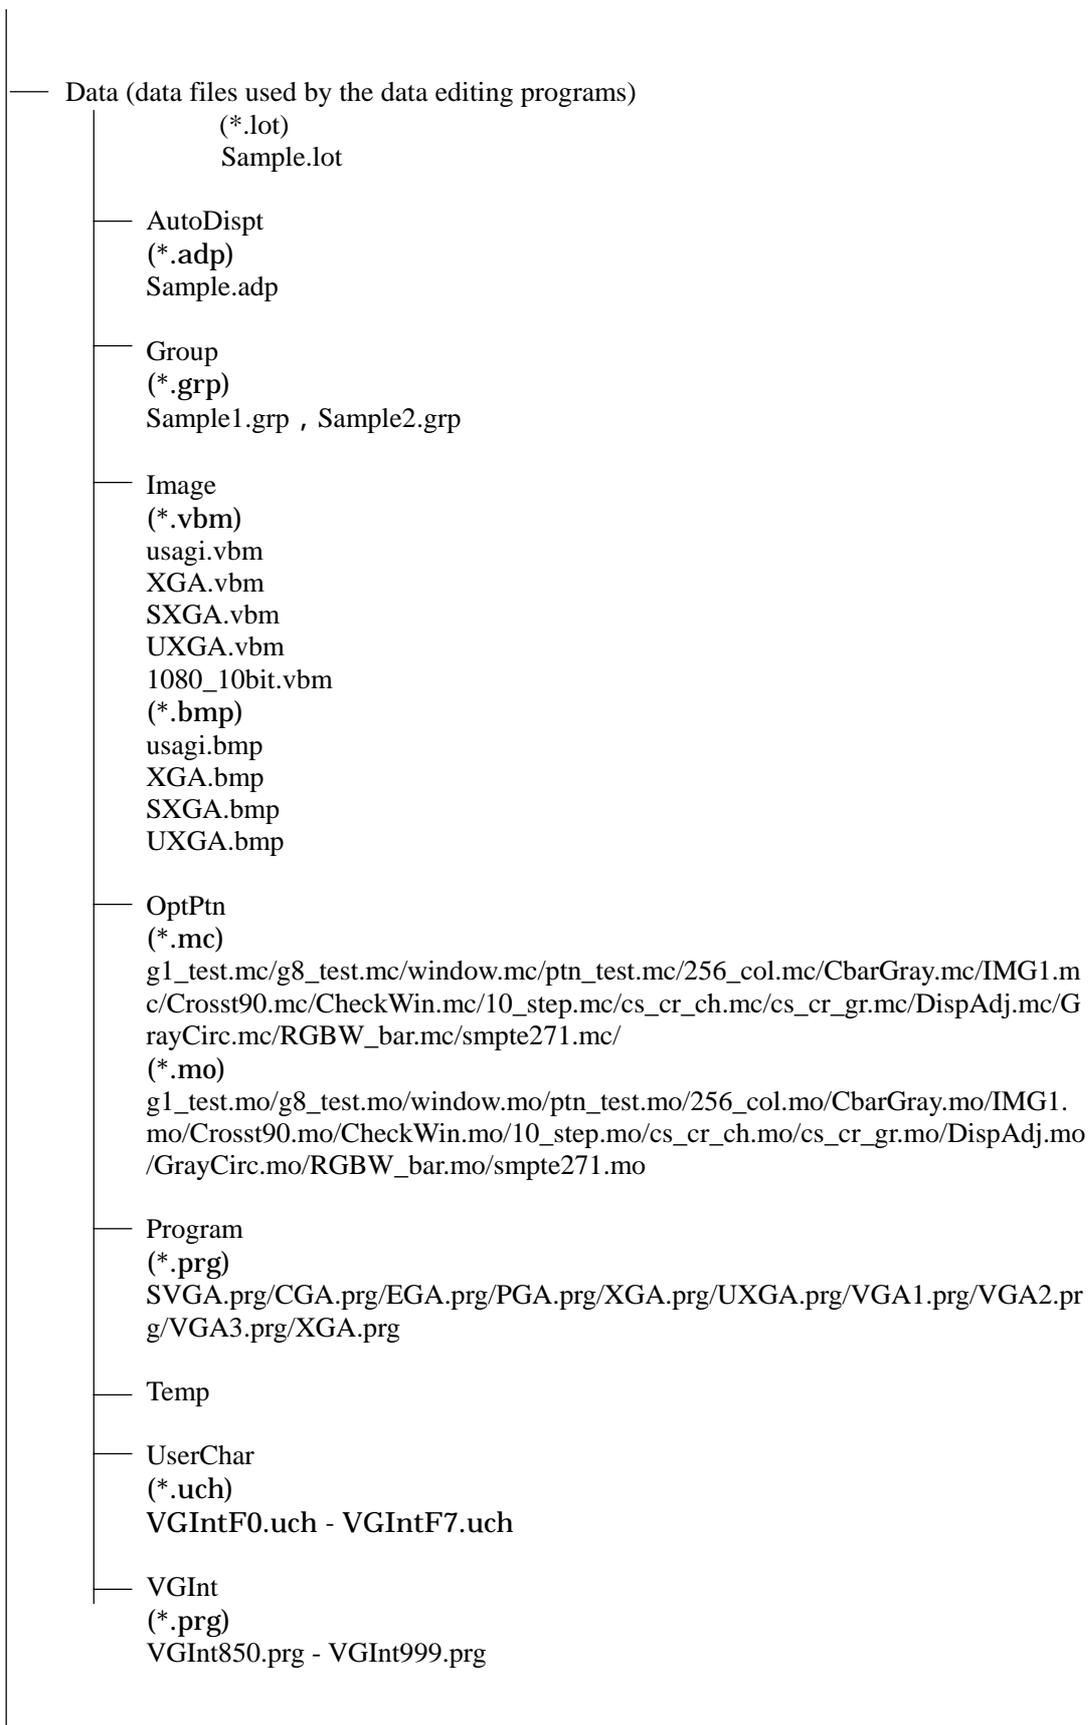 Data (data files used by the data editing programs)
(*.lot)
Sample.lot
AutoDispt
(*.adp)
Sample.adp
Group
(*.grp)
Sample1.grp , Sample2.grp
Image
(*.vbm)
usagi.vbm
XGA.vbm
SXGA.vbm
UXGA.vbm
1080_10bit.vbm
(*.bmp)
usagi.bmp
XGA.bmp
SXGA.bmp
UXGA.bmp
OptPtn
(*.mc)
g1_test.mc/g8_test.mc/window.mc/ptn_test.mc/256_col.mc/CbarGray.mc/IMG1.m
c/Crosst90.mc/CheckWin.mc/10_step.mc/cs_cr_ch.mc/cs_cr_gr.mc/DispAdj.mc/G
rayCirc.mc/RGBW_bar.mc/smpte271.mc/
(*.mo)
g1_test.mo/g8_test.mo/window.mo/ptn_test.mo/256_col.mo/CbarGray.mo/IMG1.
mo/Crosst90.mo/CheckWin.mo/10_step.mo/cs_cr_ch.mo/cs_cr_gr.mo/DispAdj.mo
/GrayCirc.mo/RGBW_bar.mo/smpte271.mo
Program
(*.prg)
SVGA.prg/CGA.prg/EGA.prg/PGA.prg/XGA.prg/UXGA.prg/VGA1.prg/VGA2.pr
g/VGA3.prg/XGA.prg
Temp
UserChar
(*.uch)
VGIntF0.uch - VGIntF7.uch
VGInt
(*.prg)
VGInt850.prg - VGInt999.prg